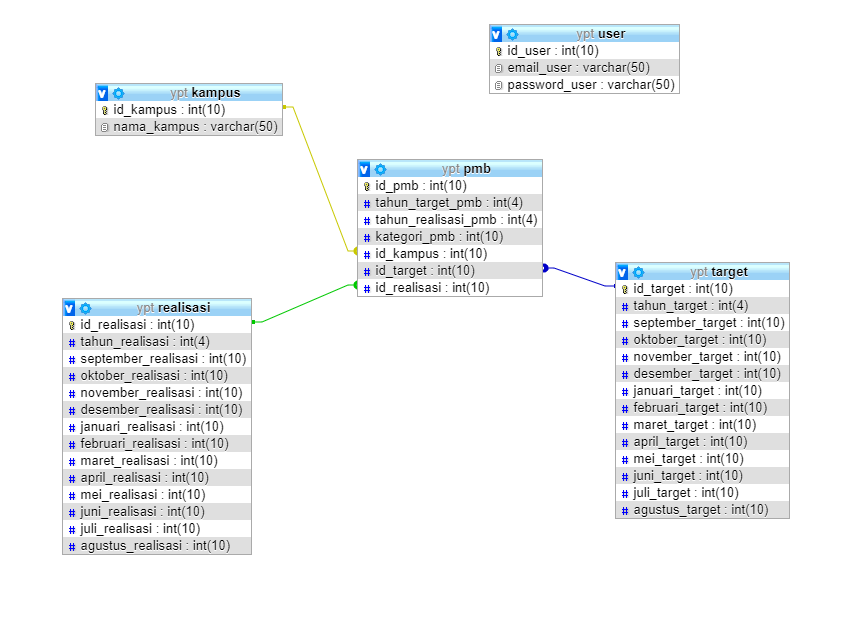 ypt user
id_user : int(10)
email_user : varchar(50)
password_user : varchar(50)
ypt kampus
id_kampus : int(10)
nama_kampus : varchar(50)
ypt pmb
id_pmb : int(10)
# tahun_target_pmb : int(4)
# tahun_realisasi_pmb : int(4)
# kategori_pmb : int(10)
# id_kampus : int(10)
# id_target : int(10)
# id_realisasi : int(10)
ypt target
id_target : int(10)
# tahun_target : int(4)
# september_target : int(10)
# oktober_target : int(10)
# november_target : int(10)
# desember_target : int(10)
# januari_target : int(10)
# februari_target : int(10)
# maret_target : int(10)
# april_target : int(10)
# mei_target : int(10)
# juni_target : int(10)
# juli_target : int(10)
# agustus_target : int(10)
ypt realisasi
id_realisasi : int(10)
# tahun_realisasi : int(4)
# september_realisasi : int(10)
# oktober_realisasi : int(10)
# november_realisasi : int(10)
# desember_realisasi : int(10)
# januari_realisasi : int(10)
# februari_realisasi : int(10)
# maret_realisasi : int(10)
# april_realisasi : int(10)
# mei_realisasi : int(10)
# juni_realisasi : int(10)
# juli_realisasi : int(10)
# agustus_realisasi : int(10)